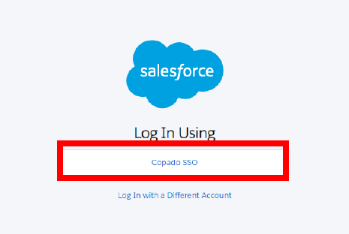 salesforce
Log In Using
Copado SSO
Log In with a Different Account